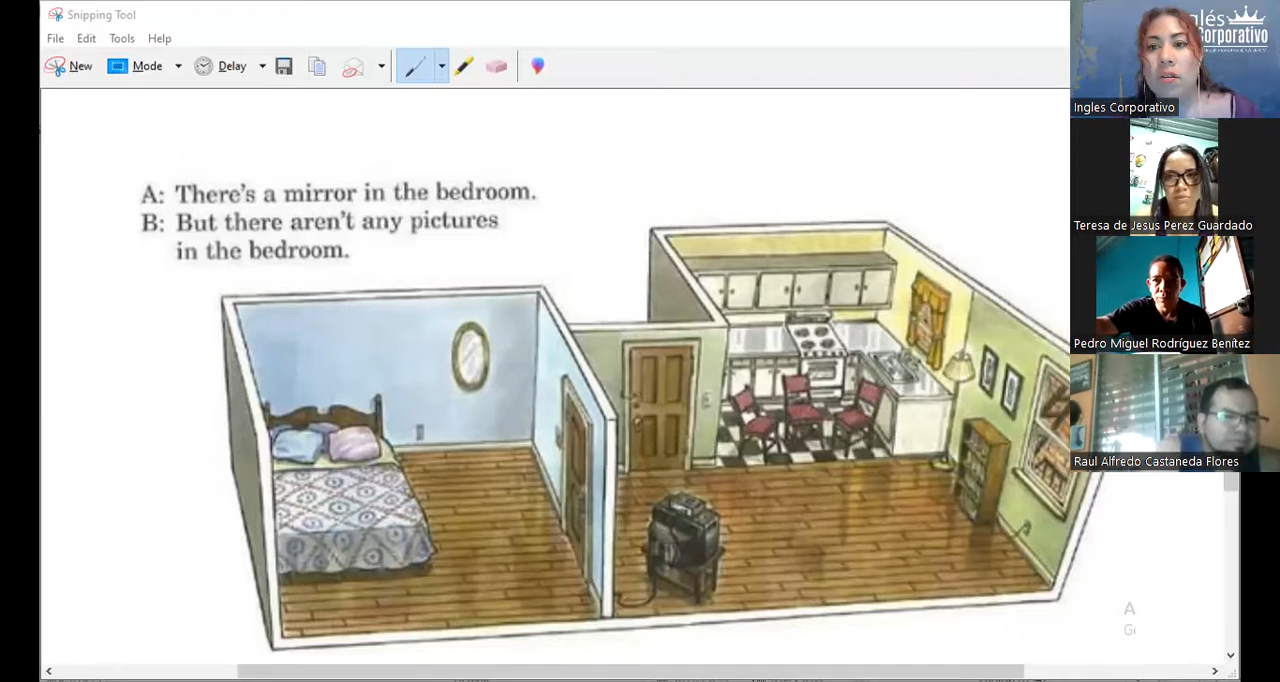 Snipping Tool
File Edit Tools Help
New Mode Delay
A: There's a mirror in the bedroom.
B: But there aren't any pictures
in the bedroom.
Ingles Corporativo
Teresa de Jesus Perez Guardado
Pedro Miguel Rodríguez Benítez
Raul Alfredo Castaneda Flores